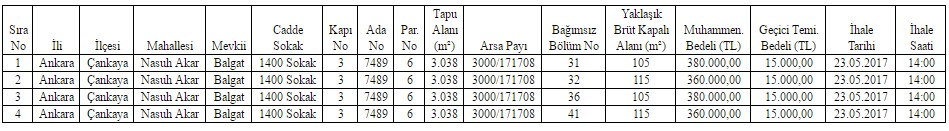 Sıra No | İli | İlçesi | Mahallesi | Mevkii | Cadde Sokak | Kapı No | Ada No | Par. No | Tapu Alanı (m²) | Arsa Payı | Bağımsız Bölüm No | Yaklaşık Brüt Kapalı Alanı (m²) | Muhammen. Bedeli (TL) | Geçici Temi. Bedeli (TL) | İhale Tarihi | İhale Saati
1 | Ankara | Çankaya | Nasuh Akar | Balgat | 1400 Sokak | 3 | 7489 | 6 | 3.038 | 3000/171708 | 31 | 105 | 380.000,00 | 15.000,00 | 23.05.2017 | 14:00
2 | Ankara | Çankaya | Nasuh Akar | Balgat | 1400 Sokak | 3 | 7489 | 6 | 3.038 | 3000/171708 | 32 | 115 | 360.000,00 | 15.000,00 | 23.05.2017 | 14:00
3 | Ankara | Çankaya | Nasuh Akar | Balgat | 1400 Sokak | 3 | 7489 | 6 | 3.038 | 3000/171708 | 36 | 105 | 380.000,00 | 15.000,00 | 23.05.2017 | 14:00
4 | Ankara | Çankaya | Nasuh Akar | Balgat | 1400 Sokak | 3 | 7489 | 6 | 3.038 | 3000/171708 | 41 | 115 | 360.000,00 | 15.000,00 | 23.05.2017 | 14:00